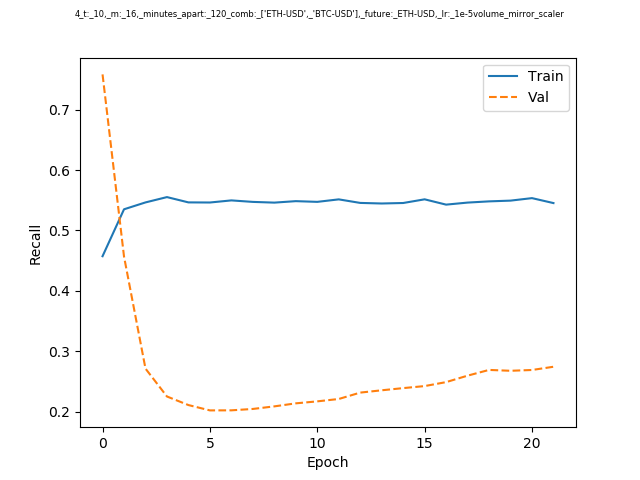 4_t:_10,_m:_16,_minutes_apart:_120_comb:_['ETH-USD',_'BTC-USD'],_future:_ETH-USD,_lr:_1e-5volume_mirror_scaler
Train
Val
0.7
0.6
0.5
0.4
0.3
0.2
Recall
0
5
10
15
20
Epoch